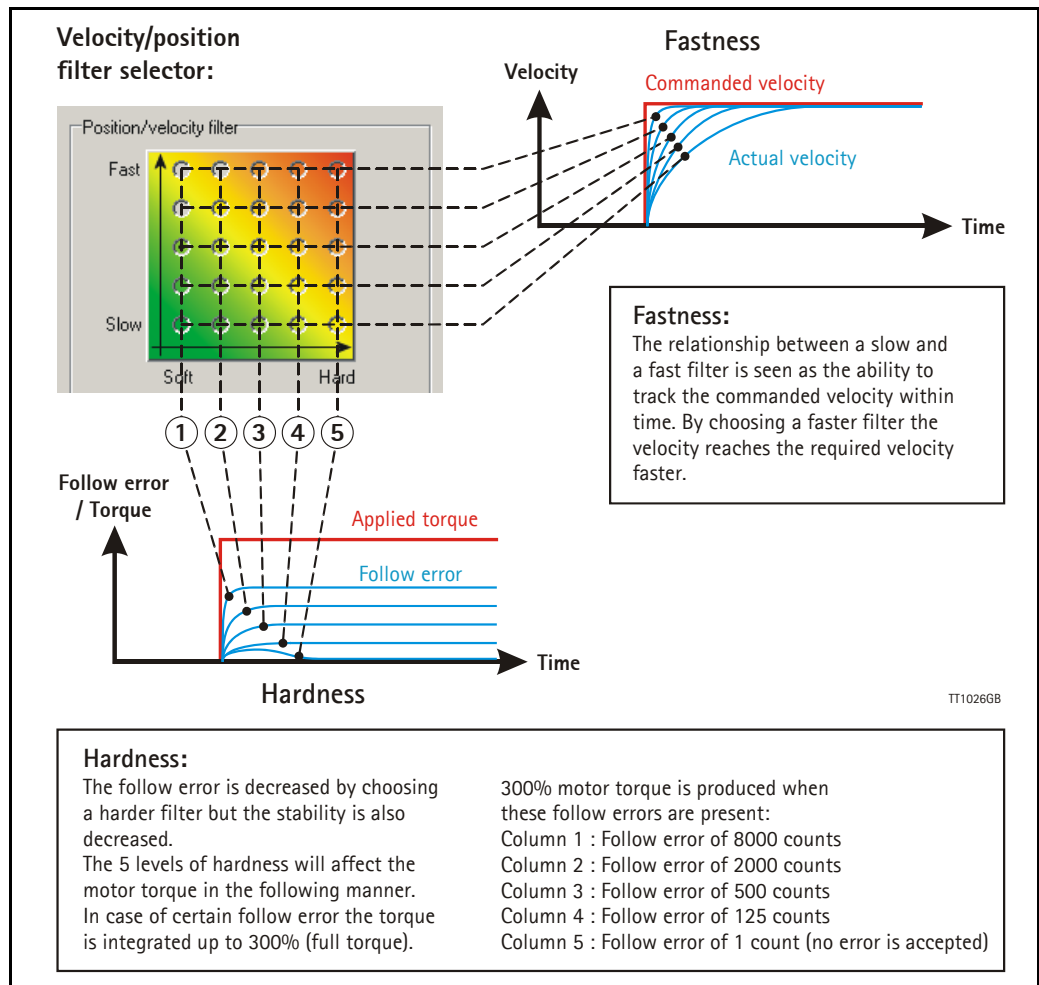 Velocity/position
filter selector:
Position/velocity filter
Fast
Slow
Soft
Hard
1 2 3 4 5
Fastness
Velocity
Commanded velocity
Actual velocity
Time
Fastness:
The relationship between a slow and
a fast filter is seen as the ability to
track the commanded velocity within
time. By choosing a faster filter the
velocity reaches the required velocity
faster.
Follow error
/ Torque
Applied torque
Follow error
Time
Hardness
TT1026GB
Hardness:
The follow error is decreased by choosing
a harder filter but the stability is also
decreased.
The 5 levels of hardness will affect the
motor torque in the following manner.
In case of certain follow error the torque
is integrated up to 300% (full torque).
300% motor torque is produced when
these follow errors are present:
Column 1 : Follow error of 8000 counts
Column 2 : Follow error of 2000 counts
Column 3 : Follow error of 500 counts
Column 4 : Follow error of 125 counts
Column 5 : Follow error of 1 count (no error is accepted)